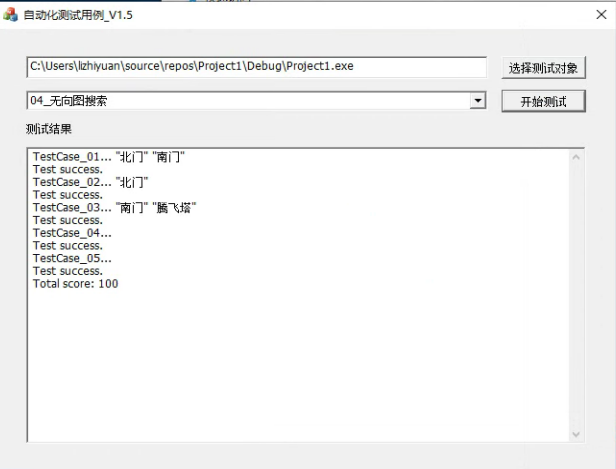 自动化测试用例_V1.5
C:\Users\lizhiyuan\source\repos\Project1\Debug\Project1.exe
选择测试对象
04_无向图搜索
开始测试
测试结果
TestCase_01... "北门" "南门"
Test success.
TestCase_02... "北门"
Test success.
TestCase_03... "南门" "腾飞塔"
Test success.
TestCase_04...
Test success.
TestCase_05...
Test success.
Total score: 100